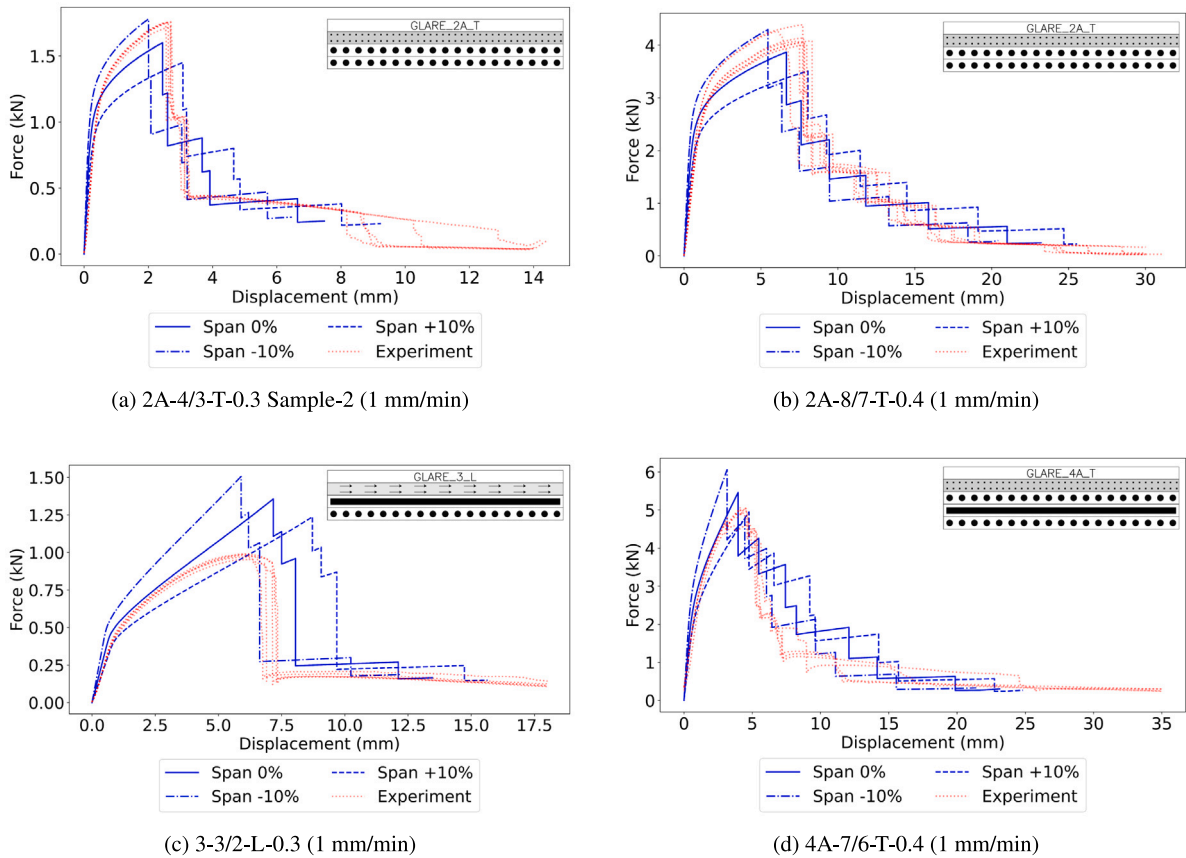 GLARE_2A_T
1.5
1.0
0.5
0.0
Force (kN)
0 2 4 6 8 10 12 14
Displacement (mm)
Span 0% Span +10%
Span -10% Experiment
(a) 2A-4/3-T-0.3 Sample-2 (1 mm/min)
GLARE_2A_T
4
3
2
1
0
Force (kN)
0 5 10 15 20 25 30
Displacement (mm)
Span 0% Span +10%
Span -10% Experiment
(b) 2A-8/7-T-0.4 (1 mm/min)
GLARE_3_L
1.50
1.25
1.00
0.75
0.50
0.25
0.00
Force (kN)
0.0 2.5 5.0 7.5 10.0 12.5 15.0 17.5
Displacement (mm)
Span 0% Span +10%
Span -10% Experiment
(c) 3-3/2-L-0.3 (1 mm/min)
GLARE_4A_T
6
5
4
3
2
1
0
Force (kN)
0 5 10 15 20 25 30 35
Displacement (mm)
Span 0% Span +10%
Span -10% Experiment
(d) 4A-7/6-T-0.4 (1 mm/min)